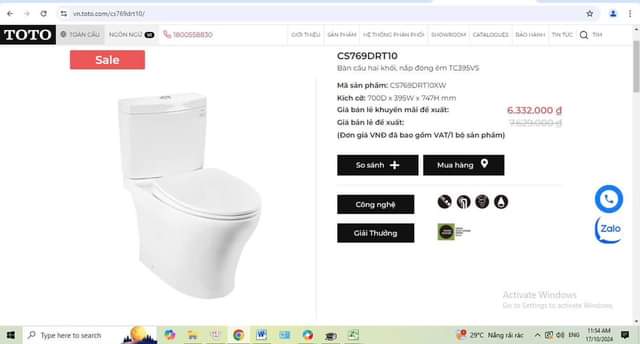 vn.toto.com/cs769drt10/
TOTO
TOÀN CẦU
NGÔN NGỮ
1800558830
GIỚI THIỆU
SẢN PHẨM
HỆ THỐNG PHÂN PHỐI
SHOWROOM
CATALOGUES
BẢO HÀNH
TIN TỨC
TÌM
Sale
CS769DRT10
Bàn cầu hai khối, nắp đóng êm TC395VS
Mã sản phẩm: CS769DRT10XW
Kích cỡ: 700D x 395W x 747H mm
Giá bán lẻ khuyến mãi đề xuất: 6.332.000 ₫
Giá bán lẻ đề xuất: 7.629.000 ₫
(Đơn giá VNĐ đã bao gồm VAT/1 bộ sản phẩm)
So sánh
Mua hàng
Công nghệ
Giải Thưởng
Zalo
Activate Windows
Go to Settings to activate Windows.
Type here to search
29°C Nắng rải rác
ENG
11:54 AM
17/10/2024